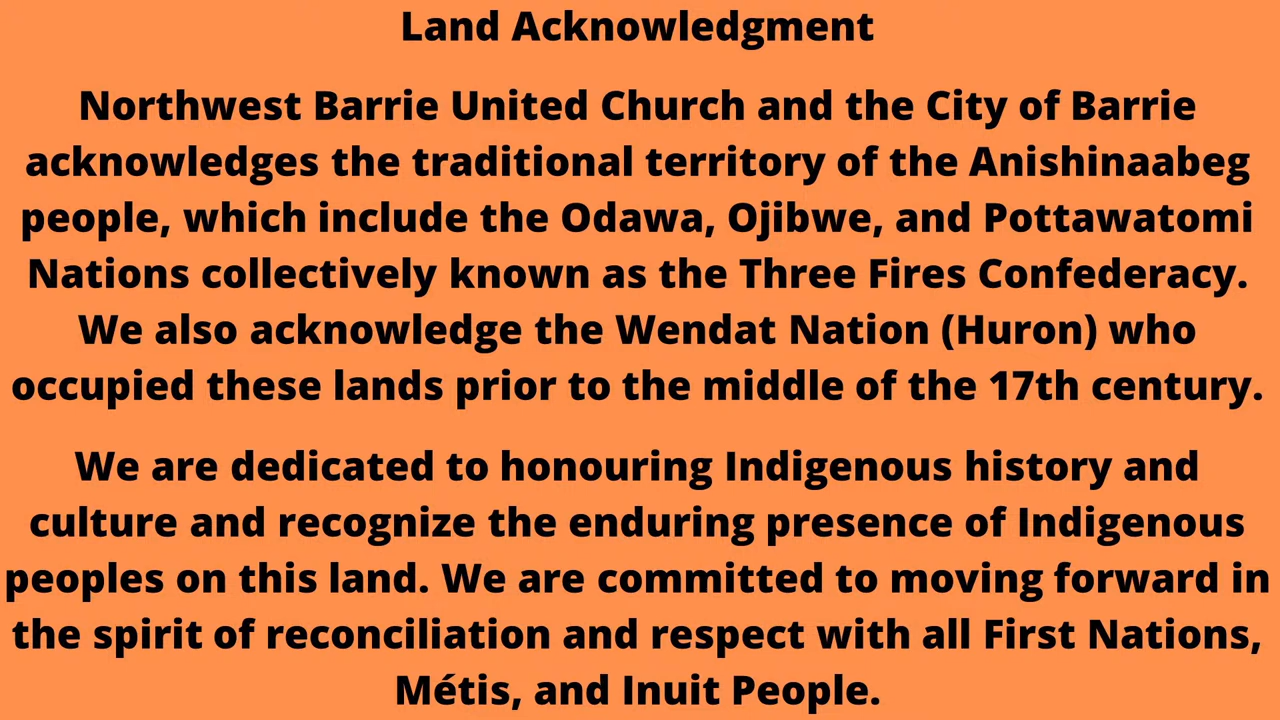 Land Acknowledgment
Northwest Barrie United Church and the City of Barrie
acknowledges the traditional territory of the Anishinaabeg
people, which include the Odawa, Ojibwe, and Pottawatomi
Nations collectively known as the Three Fires Confederacy.
We also acknowledge the Wendat Nation (Huron) who
occupied these lands prior to the middle of the 17th century.
We are dedicated to honouring Indigenous history and
culture and recognize the enduring presence of Indigenous
peoples on this land. We are committed to moving forward in
the spirit of reconciliation and respect with all First Nations,
Métis, and Inuit People.